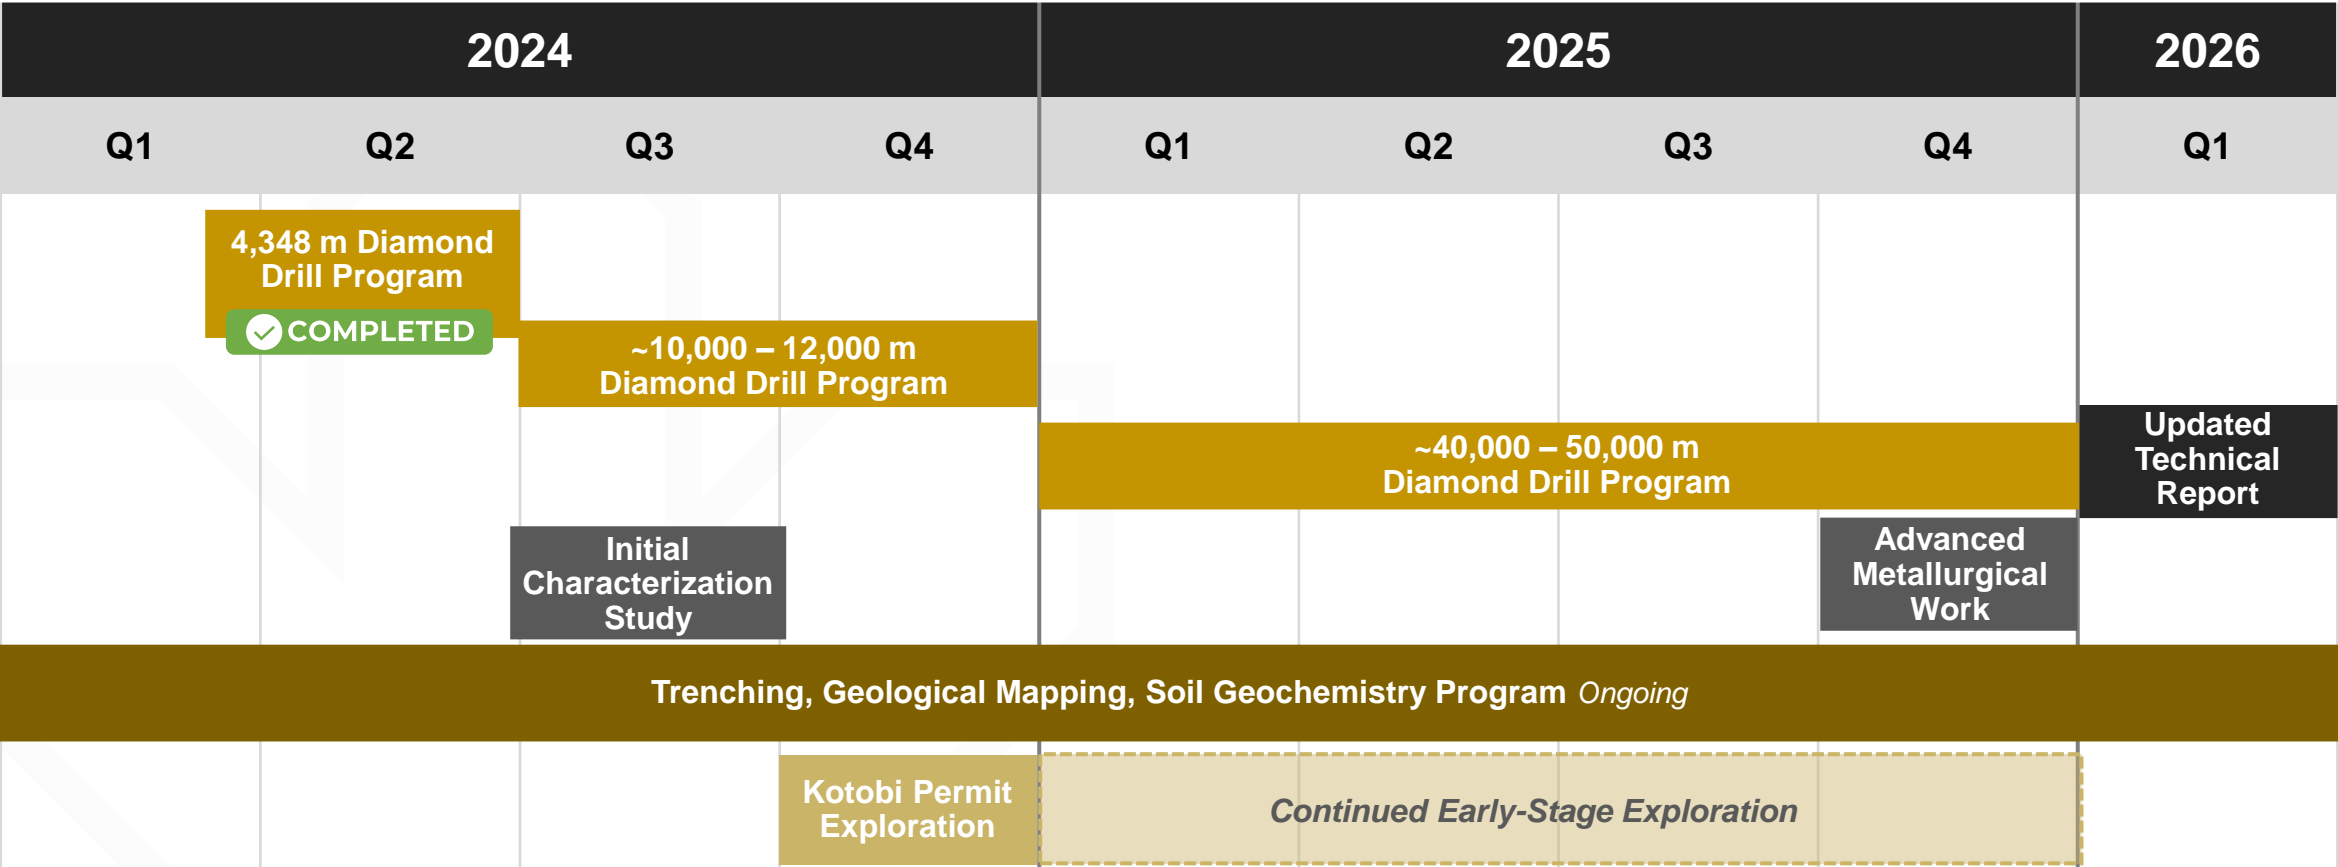 2024
2025
2026
Q1
Q2
Q3
Q4
Q1
Q2
Q3
Q4
Q1
4,348 m Diamond
Drill Program
COMPLETED
~10,000 – 12,000 m
Diamond Drill Program
~40,000 – 50,000 m
Diamond Drill Program
Updated
Technical
Report
Initial
Characterization
Study
Advanced
Metallurgical
Work
Trenching, Geological Mapping, Soil Geochemistry Program Ongoing
Kotobi Permit
Exploration
Continued Early-Stage Exploration